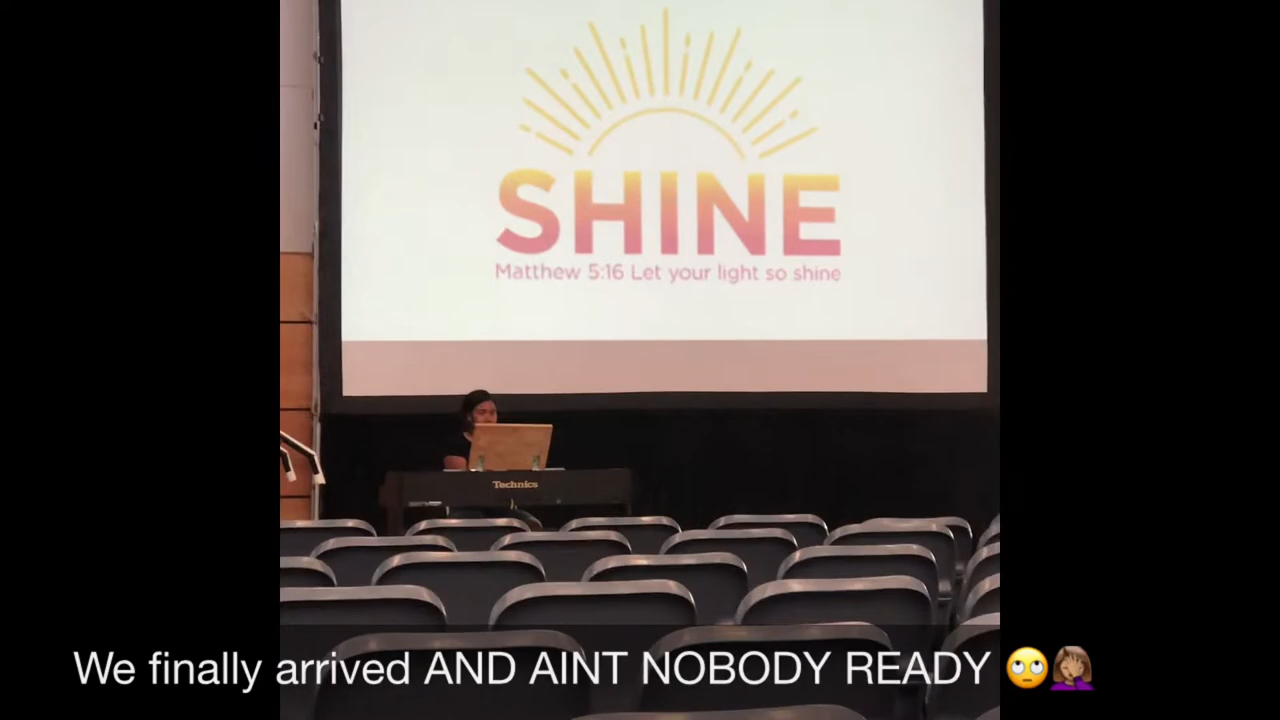 SHINE
Matthew 5:16 Let your light so shine
Technics
We finally arrived AND AINT NOBODY READY 🙄🤦🏽‍♀️